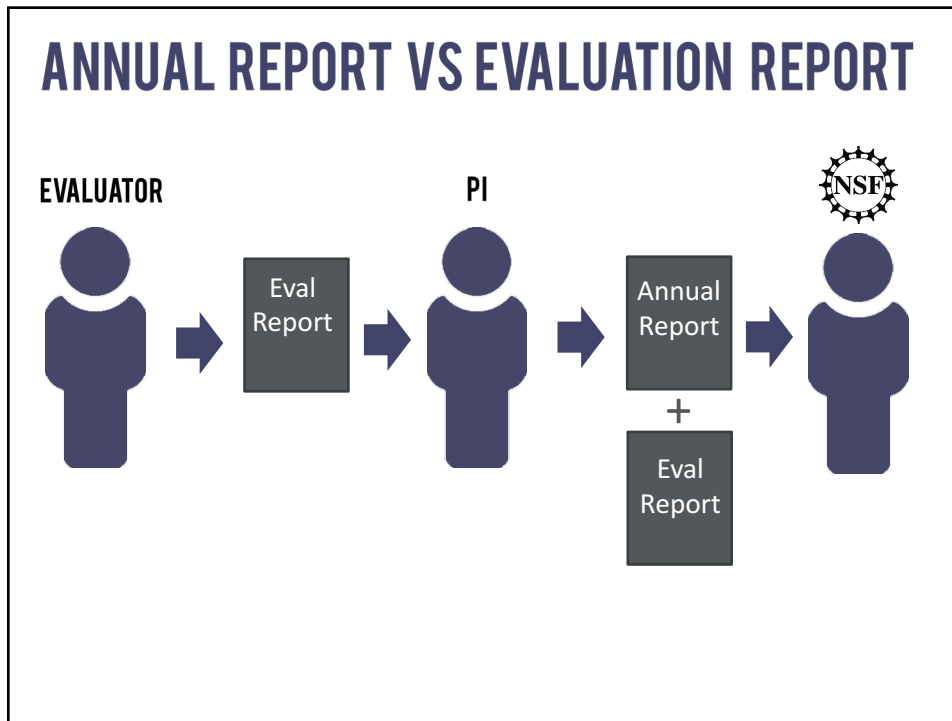 ANNUAL REPORT VS EVALUATION REPORT
EVALUATOR
PI
NSF
Eval
Report
Annual
Report
+
Eval
Report